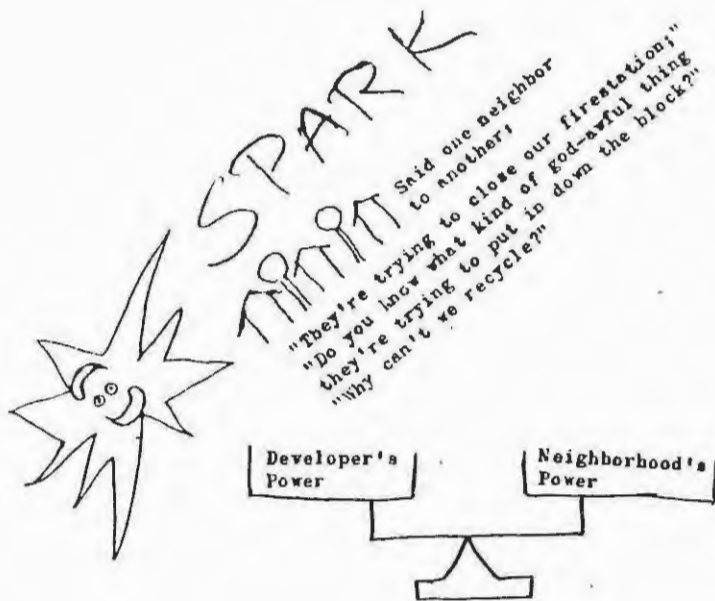 SPARK
Said one neighbor
to another;
"They're trying to close our firestation;"
"Do you know what kind of god-awful thing
they're trying to put in down the block?"
"Why can't we recycle?"
Developer's
Power
Neighborhood's
Power